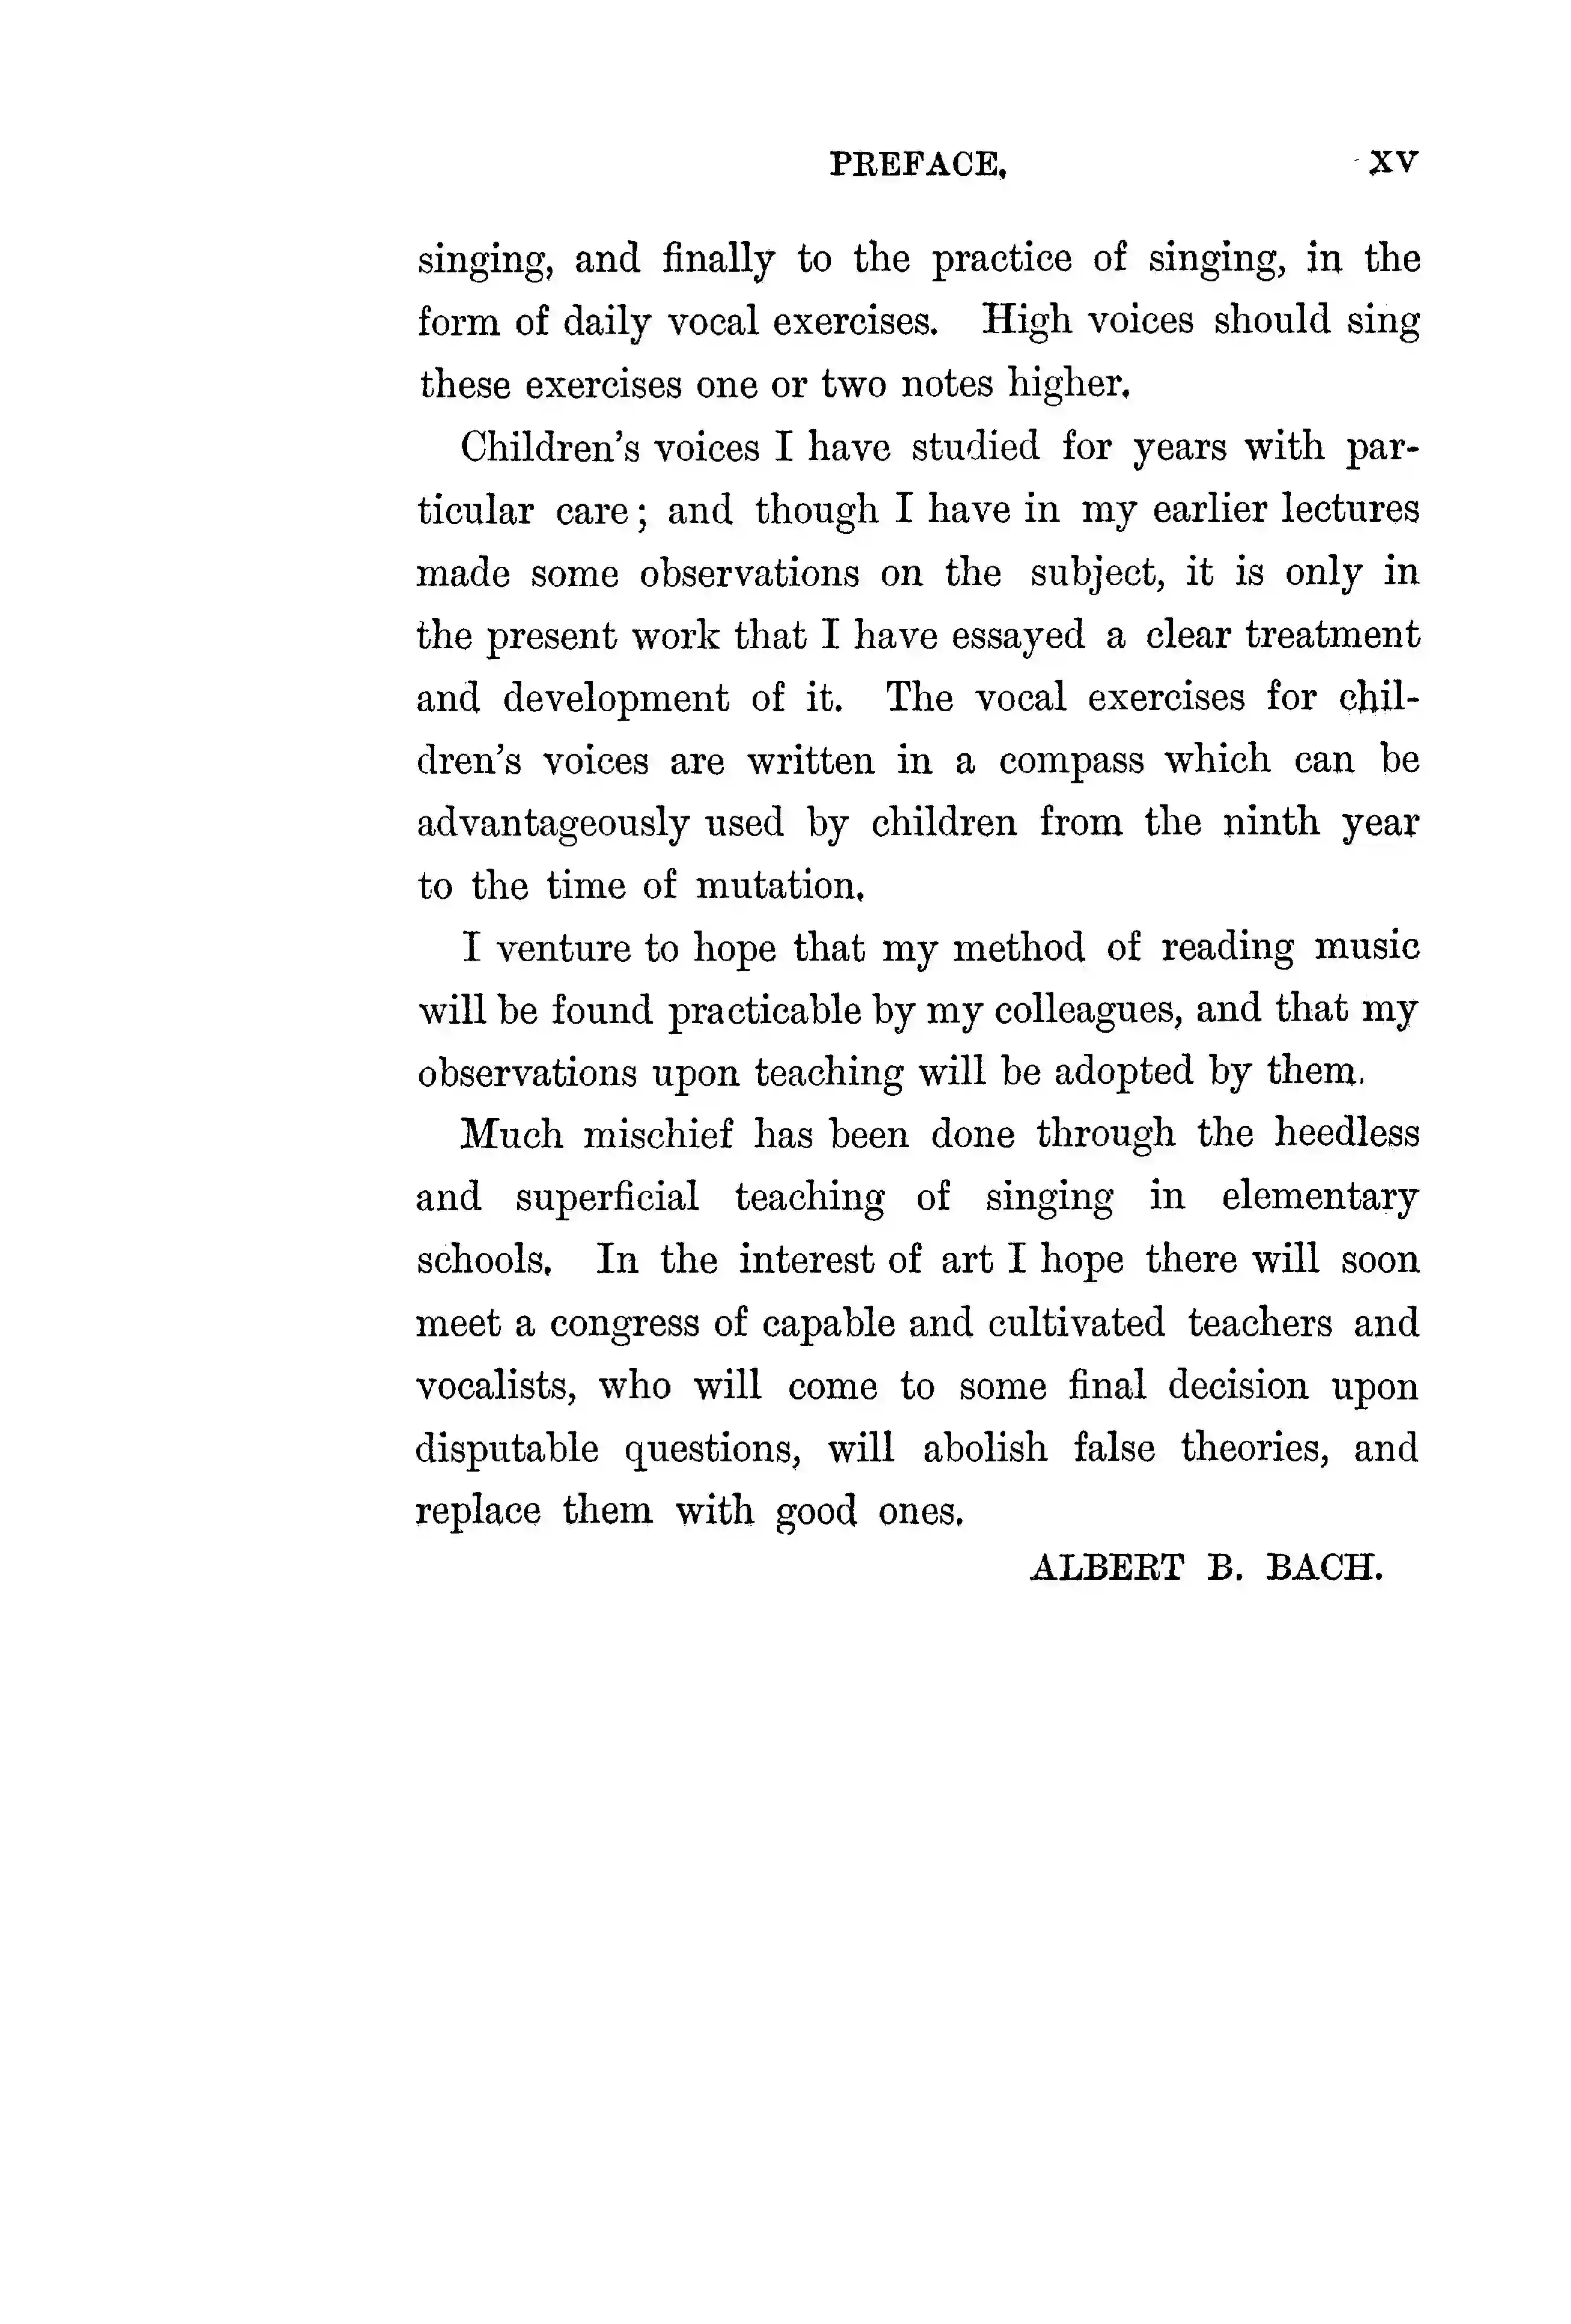 PREFACE. XV
singing, and finally to the practice of singing, in the
form of daily vocal exercises. High voices should sing
these exercises one or two notes higher.
Children's voices I have studied for years with par-
ticular care; and though I have in my earlier lectures
made some observations on the subject, it is only in
the present work that I have essayed a clear treatment
and development of it. The vocal exercises for chil-
dren's voices are written in a compass which can be
advantageously used by children from the ninth year
to the time of mutation.
I venture to hope that my method of reading music
will be found practicable by my colleagues, and that my
observations upon teaching will be adopted by them.
Much mischief has been done through the heedless
and superficial teaching of singing in elementary
schools. In the interest of art I hope there will soon
meet a congress of capable and cultivated teachers and
vocalists, who will come to some final decision upon
disputable questions, will abolish false theories, and
replace them with good ones.
ALBERT B. BACH.